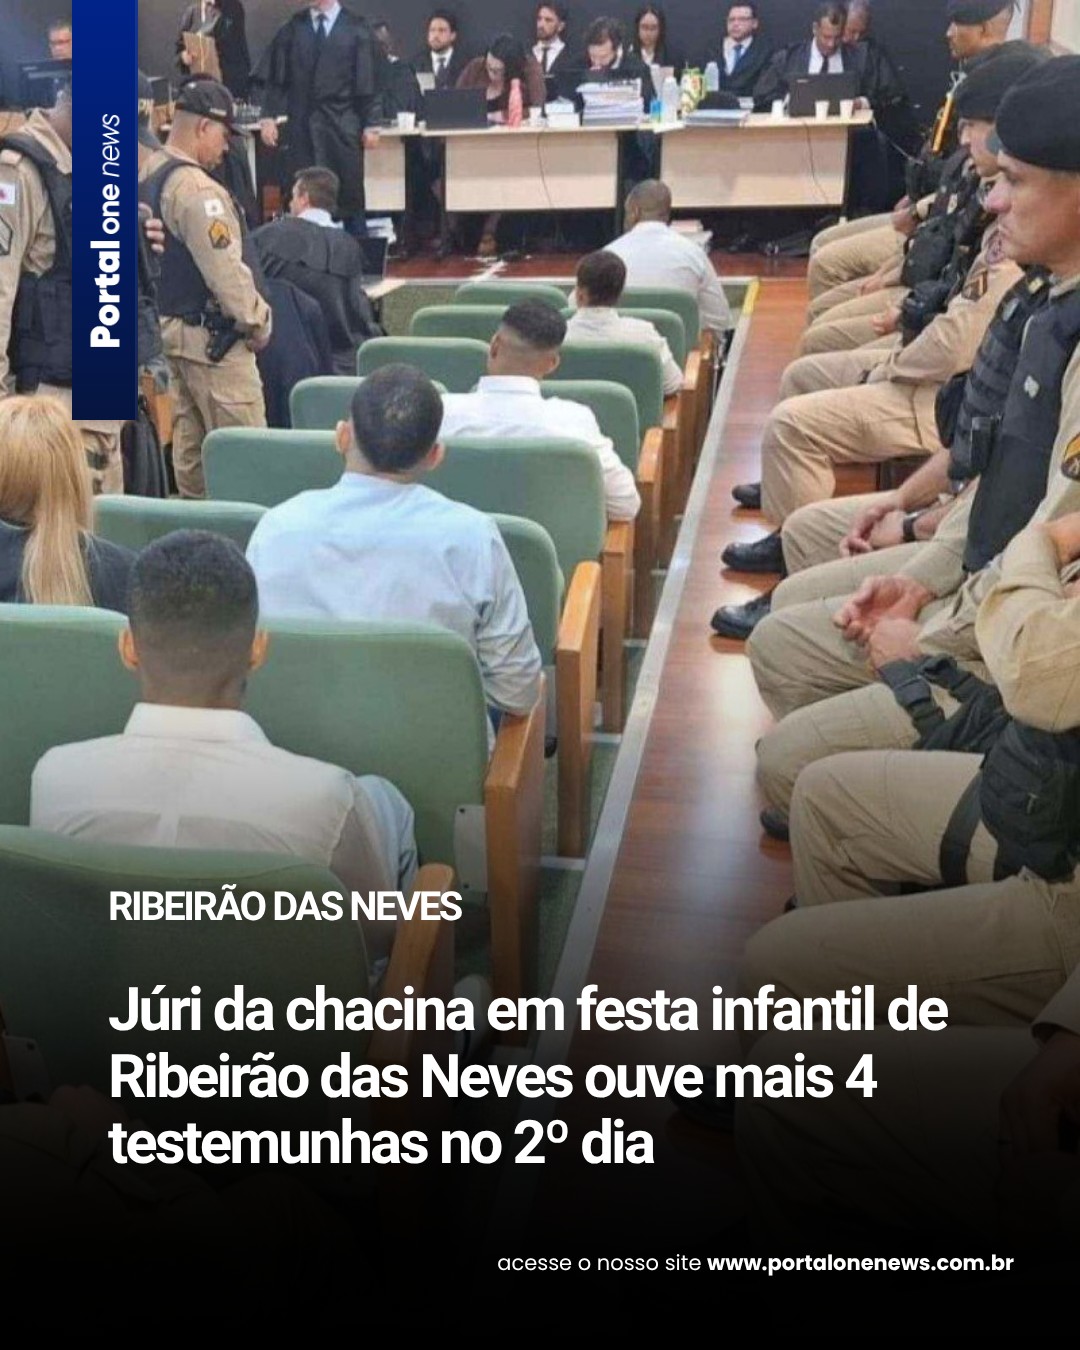 Portal one news
RIBEIRÃO DAS NEVES
Júri da chacina em festa infantil de
Ribeirão das Neves ouve mais 4
testemunhas no 2º dia
acesse o nosso site www.portalonenews.com.br